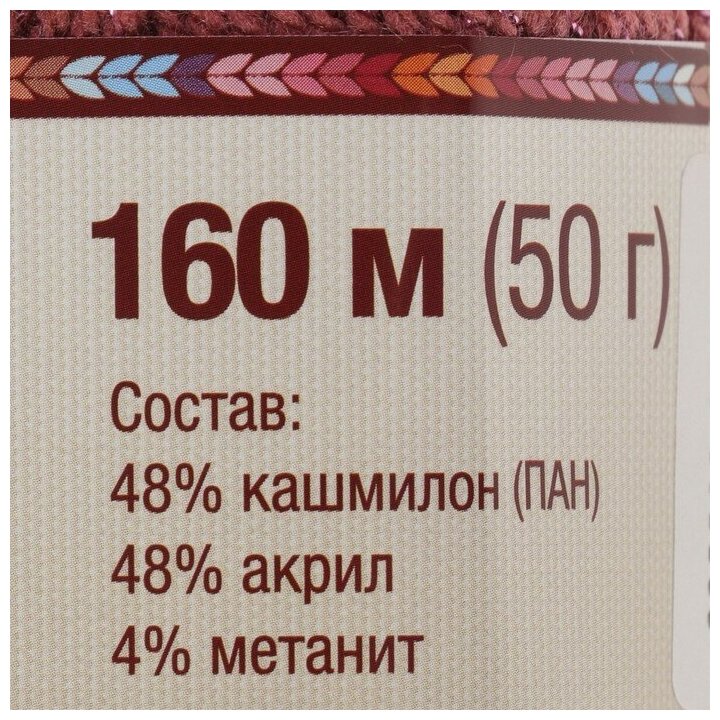 160 м (50 г)
Состав:
48% кашмилон (ПАН)
48% акрил
4% метанит